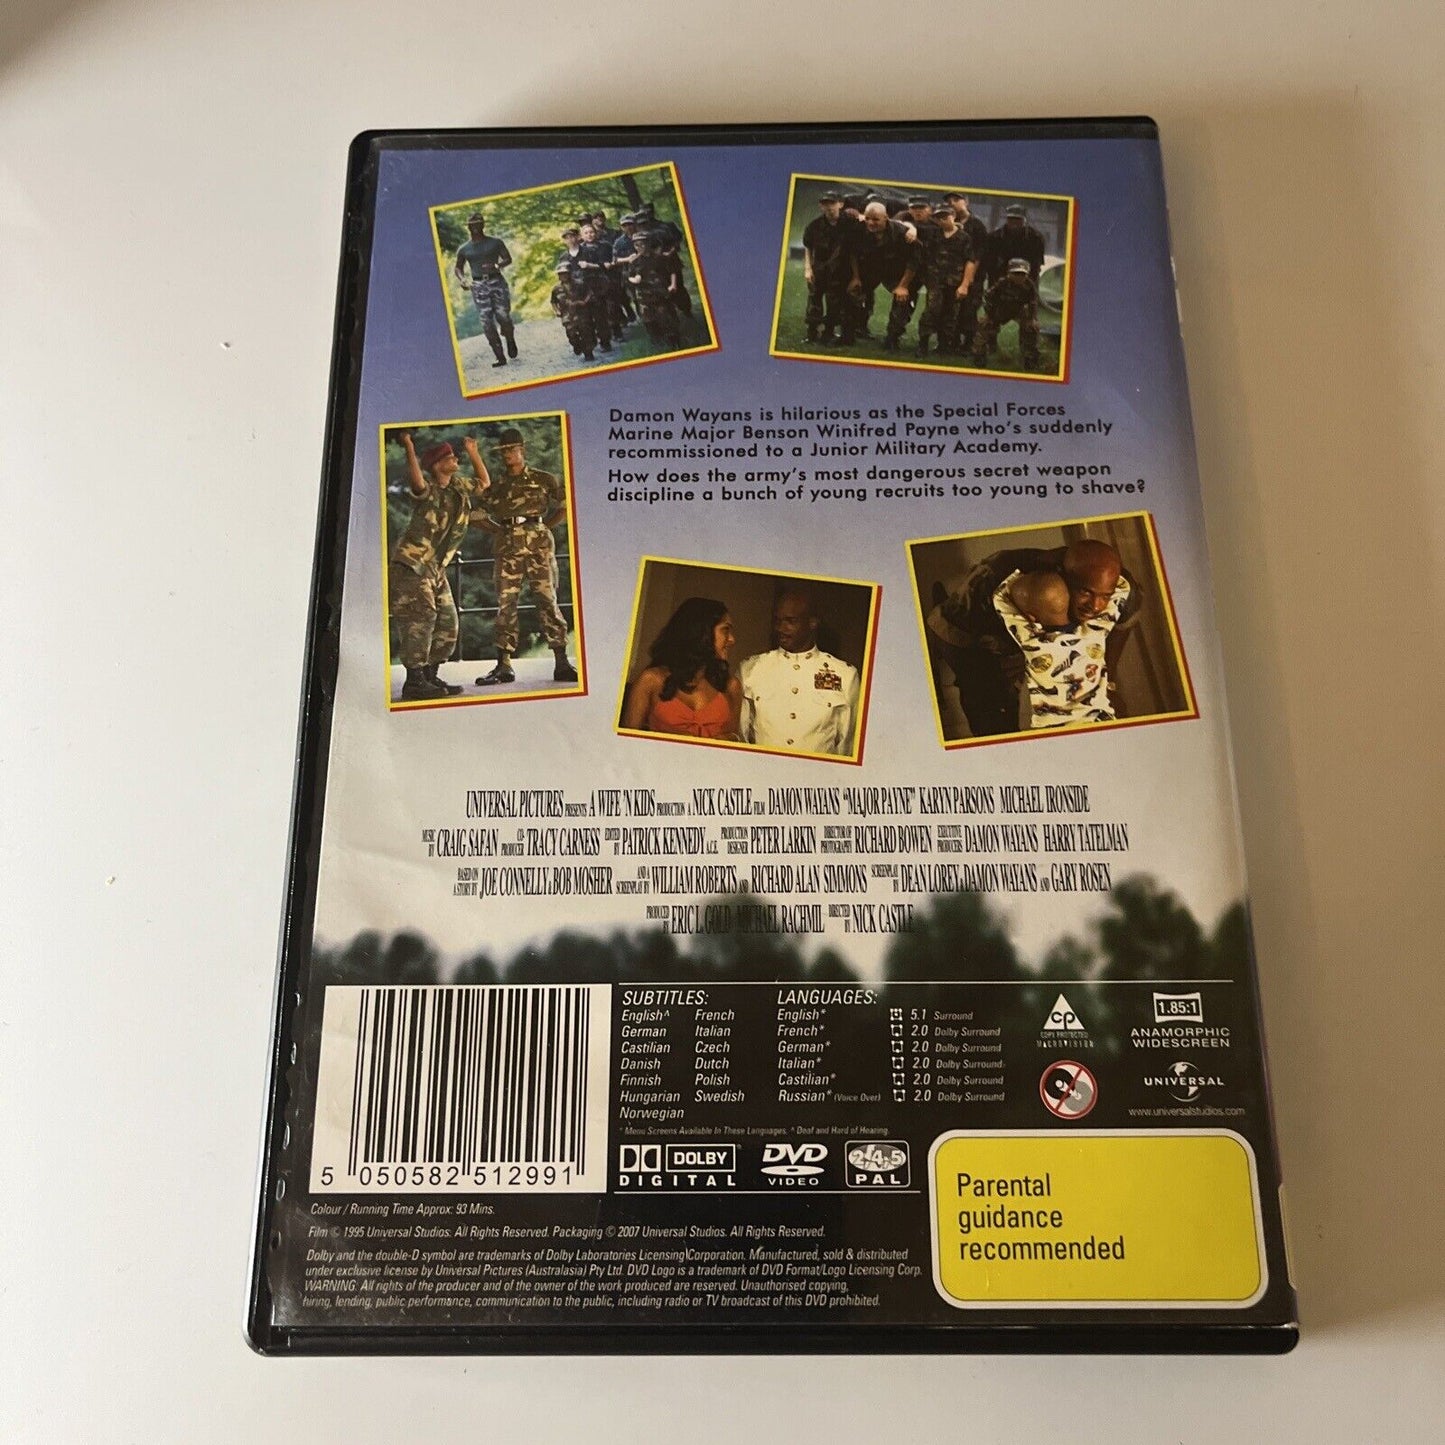 Damon Wayans is hilarious as the Special Forces
Marine Major Benson Winifred Payne who's suddenly
recommissioned to a Junior Military Academy.
How does the army's most dangerous secret weapon
discipline a bunch of young recruits too young to shave?
UNIVERSAL PICTURES PRESENTS A WIFE 'N KIDS PRODUCTION A NICK CASTLE FILM DAMON WAYANS "MAJOR PAYNE" KARYN PARSONS MICHAEL IRONSIDE
MUSIC BY CRAIG SAFAN CO-PRODUCER TRACY CARNESS EDITED BY PATRICK KENNEDY A.C.E. PRODUCTION DESIGNER PETER LARKIN DIRECTOR OF PHOTOGRAPHY RICHARD BOWEN EXECUTIVE PRODUCERS DAMON WAYANS HARRY TATELMAN
BASED ON A STORY BY JOE CONNELLY & BOB MOSHER AND A SCREENPLAY BY WILLIAM ROBERTS AND RICHARD ALAN SIMMONS SCREENPLAY BY DEAN LOREY & DAMON WAYANS AND GARY ROSEN
PRODUCED BY ERIC L. GOLD MICHAEL RACHMIL DIRECTED BY NICK CASTLE
5 050582 512991
SUBTITLES:
English^ French
German Italian
Castilian Czech
Danish Dutch
Finnish Polish
Hungarian Swedish
Norwegian
LANGUAGES:
English* 5.1 Surround
French* 2.0 Dolby Surround
German* 2.0 Dolby Surround
Italian* 2.0 Dolby Surround
Castilian* 2.0 Dolby Surround
Russian* (Voice Over) 2.0 Dolby Surround
* Menu Screens Available In These Languages. ^ Deaf and Hard of Hearing.
CP
COPY PROTECTED
MACROVISION
1.85:1
ANAMORPHIC
WIDESCREEN
UNIVERSAL
www.universalstudios.com
DOLBY
DIGITAL
DVD
VIDEO
2 4 5
PAL
Parental
guidance
recommended
Colour / Running Time Approx: 93 Mins.
Film © 1995 Universal Studios. All Rights Reserved. Packaging © 2007 Universal Studios. All Rights Reserved.
Dolby and the double-D symbol are trademarks of Dolby Laboratories Licensing Corporation. Manufactured, sold & distributed
under exclusive license by Universal Pictures (Australasia) Pty Ltd. DVD Logo is a trademark of DVD Format/Logo Licensing Corp.
WARNING: All rights of the producer and of the owner of the work produced are reserved. Unauthorised copying,
hiring, lending, public performance, communication to the public, including radio or TV broadcast of this DVD prohibited.